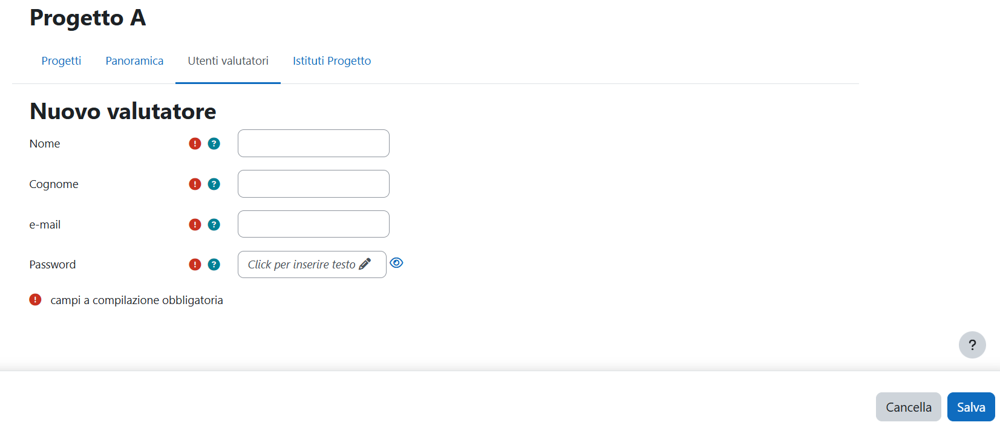 Progetto A
Progetti Panoramica Utenti valutatori Istituti Progetto
Nuovo valutatore
Nome ! ?
Cognome ! ?
e-mail ! ?
Password ! ? Click per inserire testo
! campi a compilazione obbligatoria
?
Cancella Salva